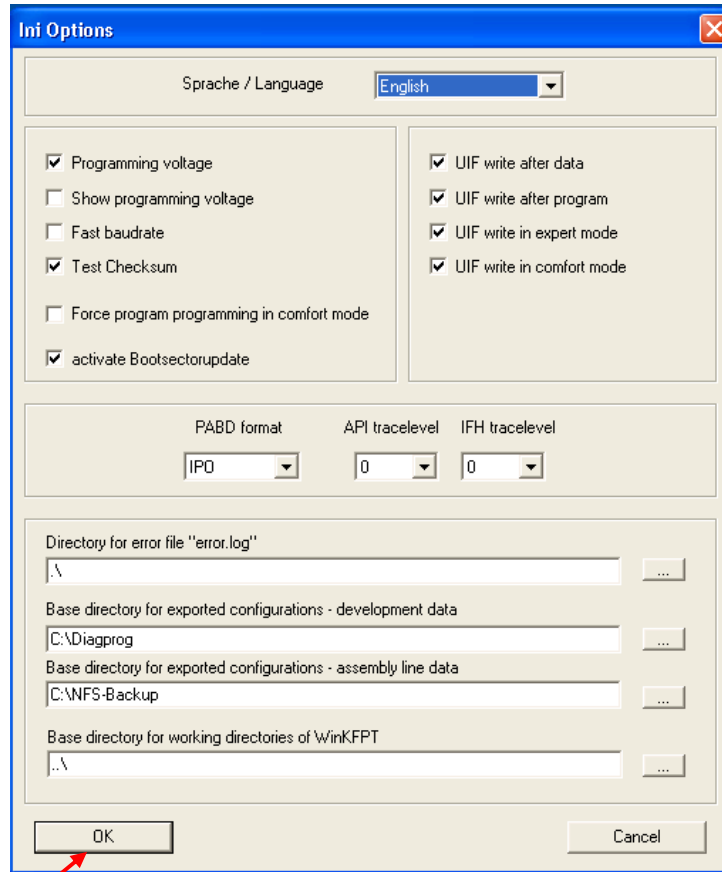 Ini Options
Sprache / Language English
Programming voltage
Show programming voltage
Fast baudrate
Test Checksum
Force program programming in comfort mode
activate Bootsectorupdate
UIF write after data
UIF write after program
UIF write in expert mode
UIF write in comfort mode
PABD format API tracelevel IFH tracelevel
IPO 0 0
Directory for error file "error.log"
.\
...
Base directory for exported configurations - development data
C:\Diagprog
...
Base directory for exported configurations - assembly line data
C:\NFS-Backup
...
Base directory for working directories of WinKFPT
..\
...
OK Cancel